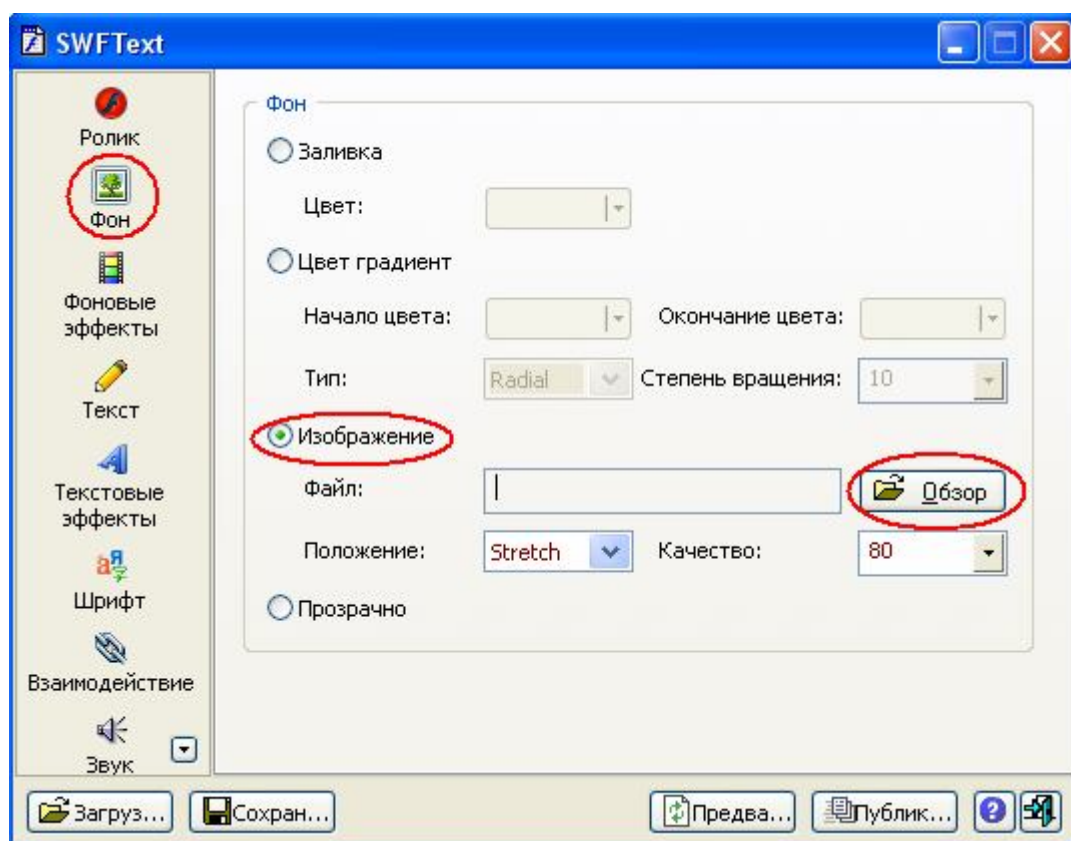 SWFText
Ролик
Фон
Фоновые
эффекты
Текст
Текстовые
эффекты
Шрифт
Взаимодействие
Звук
Фон
Заливка
Цвет:
Цвет градиент
Начало цвета:
Окончание цвета:
Тип:
Radial
Степень вращения:
10
Изображение
Файл:
Обзор
Положение:
Stretch
Качество:
80
Прозрачно
Загруз...
Сохран...
Предва...
Публик...